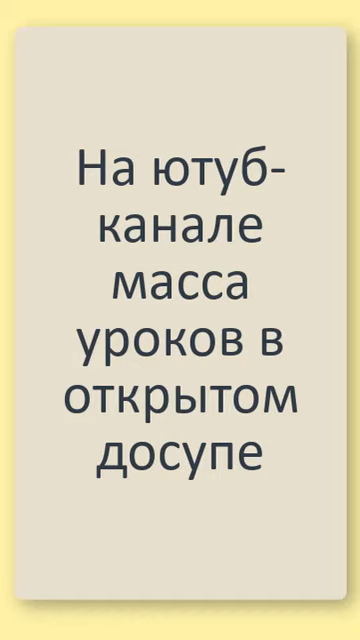 На ютуб-
канале
масса
уроков в
открытом
досупе